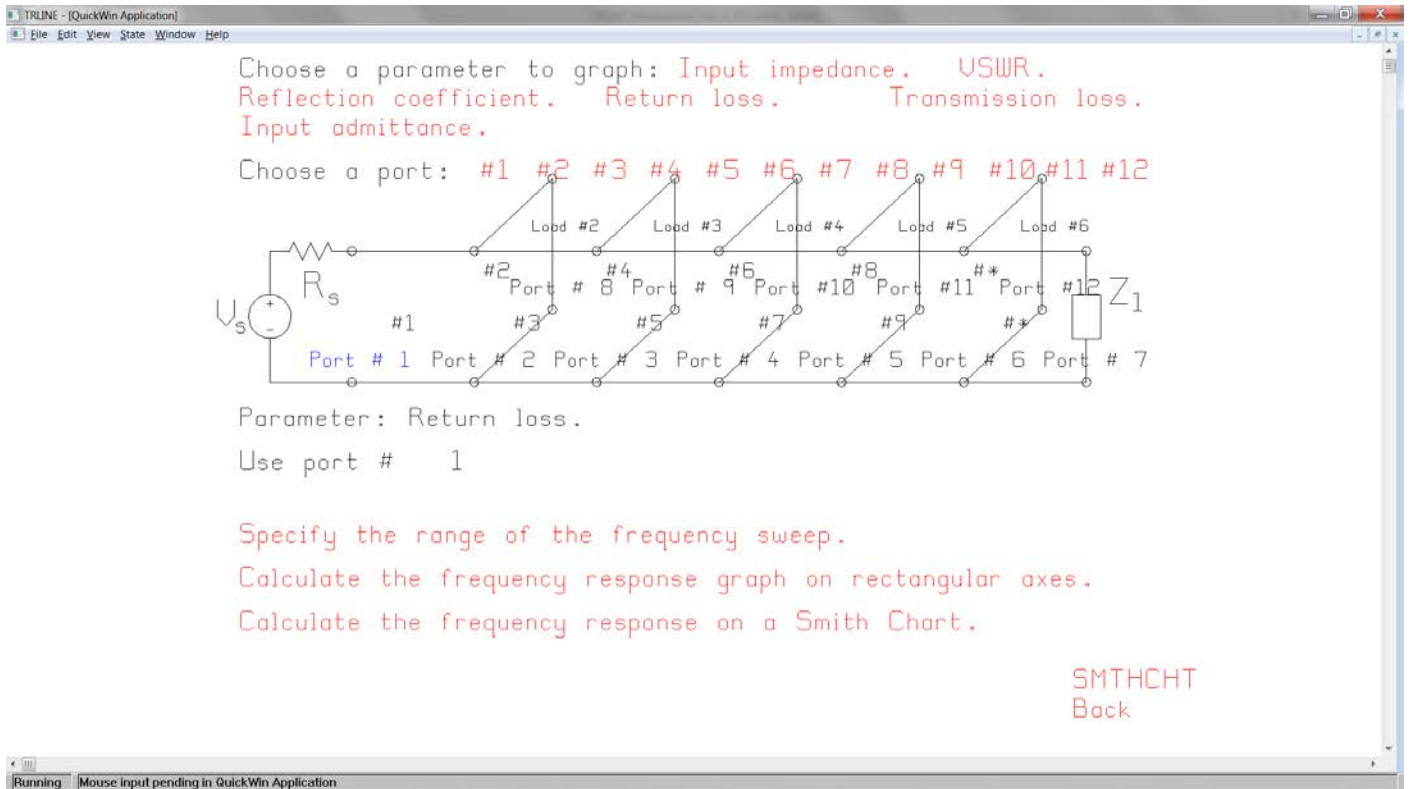 TRLINE - [QuickWin Application]
File Edit View State Window Help
Choose a parameter to graph: Input impedance. VSWR.
Reflection coefficient. Return loss. Transmission loss.
Input admittance.
Choose a port: #1 #2 #3 #4 #5 #6 #7 #8 #9 #10 #11 #12
Load #2 Load #3 Load #4 Load #5 Load #6
Rs #2 #4 #6 #8 #*
Port # 8 Port # 9 Port #10 Port #11 Port #12 Z1
Vs + - #1 #3 #5 #7 #9 #*
Port # 1 Port # 2 Port # 3 Port # 4 Port # 5 Port # 6 Port # 7
Parameter: Return loss.
Use port # 1
Specify the range of the frequency sweep.
Calculate the frequency response graph on rectangular axes.
Calculate the frequency response on a Smith Chart.
SMTHCHT
Back
Running Mouse input pending in QuickWin Application